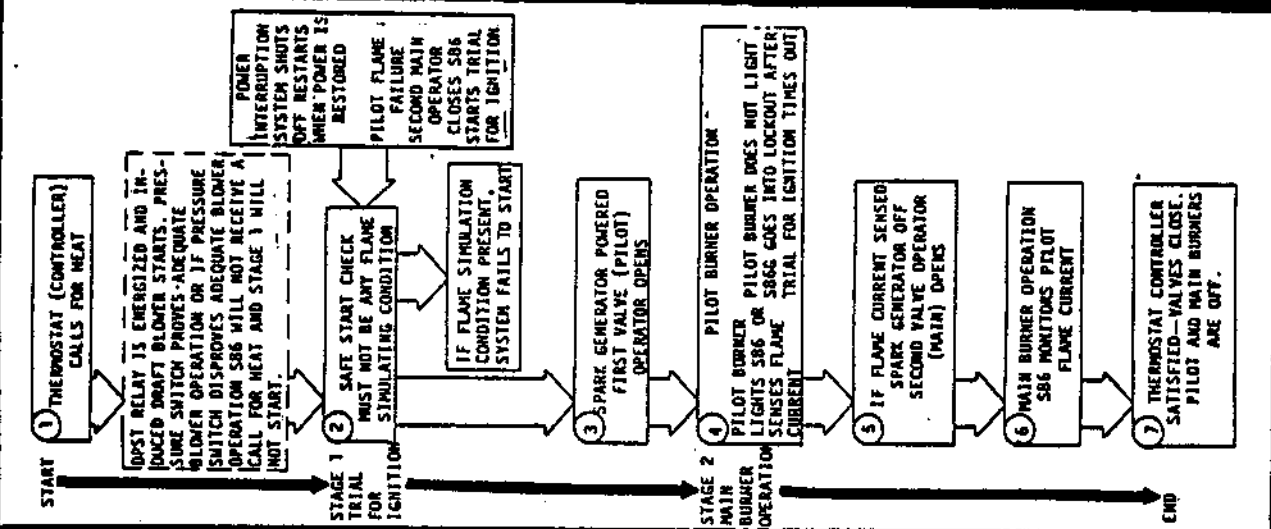 START
1 THERMOSTAT (CONTROLLER)
CALLS FOR HEAT
DPST RELAY IS ENERGIZED AND IN-
DUCED DRAFT BLOWER STARTS. PRES-
SURE SWITCH PROVES-ADEQUATE
BLOWER OPERATION OR IF PRESSURE
SWITCH DISPROVES ADEQUATE BLOWER
OPERATION S86 WILL NOT RECEIVE A
CALL FOR HEAT AND STAGE 1 WILL
NOT START.
POWER
INTERRUPTION
SYSTEM SHUTS
OFF RESTARTS
WHEN POWER IS
RESTORED
PILOT FLAME
FAILURE
SECOND MAIN
OPERATOR
CLOSES S86
STARTS TRIAL
FOR IGNITION
STAGE 1
TRIAL
FOR
IGNITION
2 SAFE START CHECK
MUST NOT BE ANY FLAME
SIMULATING CONDITION
IF FLAME SIMULATION
CONDITION PRESENT,
SYSTEM FAILS TO START
3 SPARK GENERATOR POWERED
FIRST VALVE (PILOT)
OPERATOR OPENS
STAGE 2
MAIN
BURNER
OPERATION
4 PILOT BURNER OPERATION
PILOT BURNER
LIGHTS S86 OR
SENSES FLAME
CURRENT
PILOT BURNER DOES NOT LIGHT
S86G GOES INTO LOCKOUT AFTER
TRIAL FOR IGNITION TIMES OUT
5 IF FLAME CURRENT SENSED
SPARK GENERATOR OFF
SECOND VALVE OPERATOR
(MAIN) OPENS
6 MAIN BURNER OPERATION
S86 MONITORS PILOT
FLAME CURRENT
7 THERMOSTAT CONTROLLER
SATISFIED-VALVES CLOSE.
PILOT AND MAIN BURNERS
ARE OFF.
END